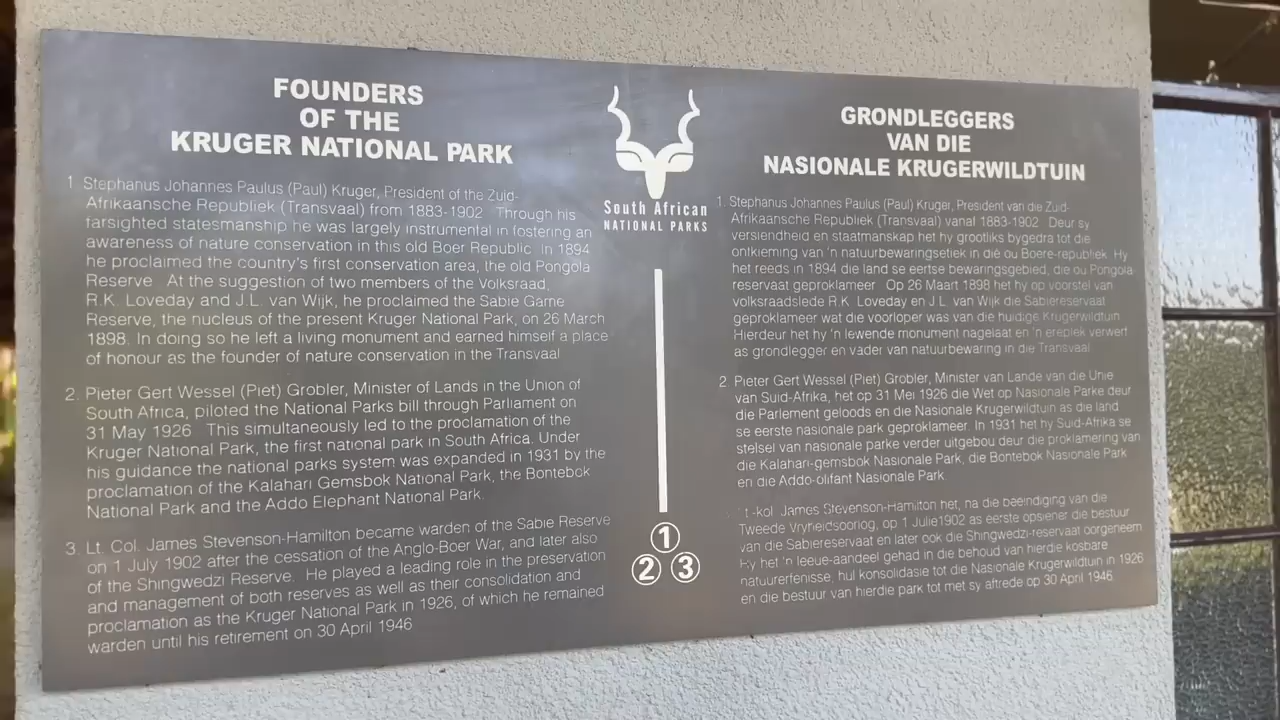 FOUNDERS
OF THE
KRUGER NATIONAL PARK
1 Stephanus Johannes Paulus (Paul) Kruger, President of the Zuid-
Afrikaansche Republiek (Transvaal) from 1883-1902 Through his
farsighted statesmanship he was largely instrumental in fostering an
awareness of nature conservation in this old Boer Republic. In 1894
he proclaimed the country's first conservation area, the old Pongola
Reserve At the suggestion of two members of the Volksraad,
R.K. Loveday and J.L. van Wijk, he proclaimed the Sabie Game
Reserve, the nucleus of the present Kruger National Park, on 26 March
1898. In doing so he left a living monument and earned himself a place
of honour as the founder of nature conservation in the Transvaal
2. Pieter Gert Wessel (Piet) Grobler, Minister of Lands in the Union of
South Africa, piloted the National Parks bill through Parliament on
31 May 1926 This simultaneously led to the proclamation of the
Kruger National Park, the first national park in South Africa. Under
his guidance the national parks system was expanded in 1931 by the
proclamation of the Kalahari Gemsbok National Park, the Bontebok
National Park and the Addo Elephant National Park.
3. Lt. Col. James Stevenson-Hamilton became warden of the Sabie Reserve
on 1 July 1902 after the cessation of the Anglo-Boer War, and later also
of the Shingwedzi Reserve. He played a leading role in the preservation
and management of both reserves as well as their consolidation and
proclamation as the Kruger National Park in 1926, of which he remained
warden until his retirement on 30 April 1946
South African
NATIONAL PARKS
1
2 3
GRONDLEGGERS
VAN DIE
NASIONALE KRUGERWILDTUIN
1. Stephanus Johannes Paulus (Paul) Kruger, President van die Zuid-
Afrikaansche Republiek (Transvaal) vanaf 1883-1902 Deur sy
versiendheid en staatmanskap het hy grootliks bygedra tot die
ontkieming van 'n natuurbewaringsetiek in die ou Boere-republiek Hy
het reeds in 1894 die land se eertse bewaringsgebied, die ou Pongola-
reservaat geproklameer Op 26 Maart 1898 het hy op voorstel van
volksraadslede R.K. Loveday en J.L. van Wijk die Sabiereservaat
geproklameer wat die voorloper was van die huidige Krugerwildtuin
Hierdeur het hy 'n lewende monument nagelaat en 'n ereplek verwerf
as grondlegger en vader van natuurbewaring in die Transvaal
2. Pieter Gert Wessel (Piet) Grobler, Minister van Lande van die Unie
van Suid-Afrika, het op 31 Mei 1926 die Wet op Nasionale Parke deur
die Parlement geloods en die Nasionale Krugerwildtuin as die land
se eerste nasionale park geproklameer. In 1931 het hy Suid-Afrika se
stelsel van nasionale parke verder uitgebou deur die proklamering van
die Kalahari-gemsbok Nasionale Park, die Bontebok Nasionale Park
en die Addo-olifant Nasionale Park
-kol James Stevenson-Hamilton het, na die beeindiging van die
Tweede Vryheidsoorlog, op 1 Julie1902 as eerste opsiener die bestuur
van die Sabiereservaat en later ook die Shingwedzi-reservaat oorgeneem
Hy het 'n leeue-aandeel gehad in die behoud van hierdie kosbare
natuurerfenisse, hul konsolidasie tot die Nasionale Krugerwildtuin in 1926
en die bestuur van hierdie park tot met sy aftrede op 30 April 1946